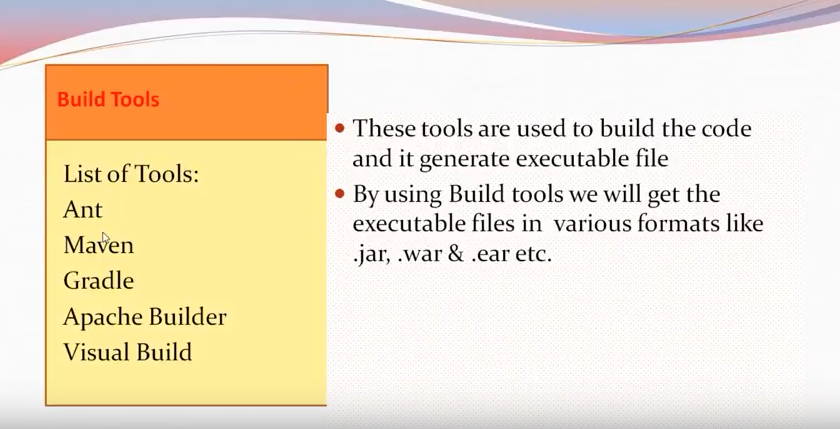 Build Tools
List of Tools:
Ant
Maven
Gradle
Apache Builder
Visual Build
These tools are used to build the code
and it generate executable file
By using Build tools we will get the
executable files in various formats like
.jar, .war & .ear etc.